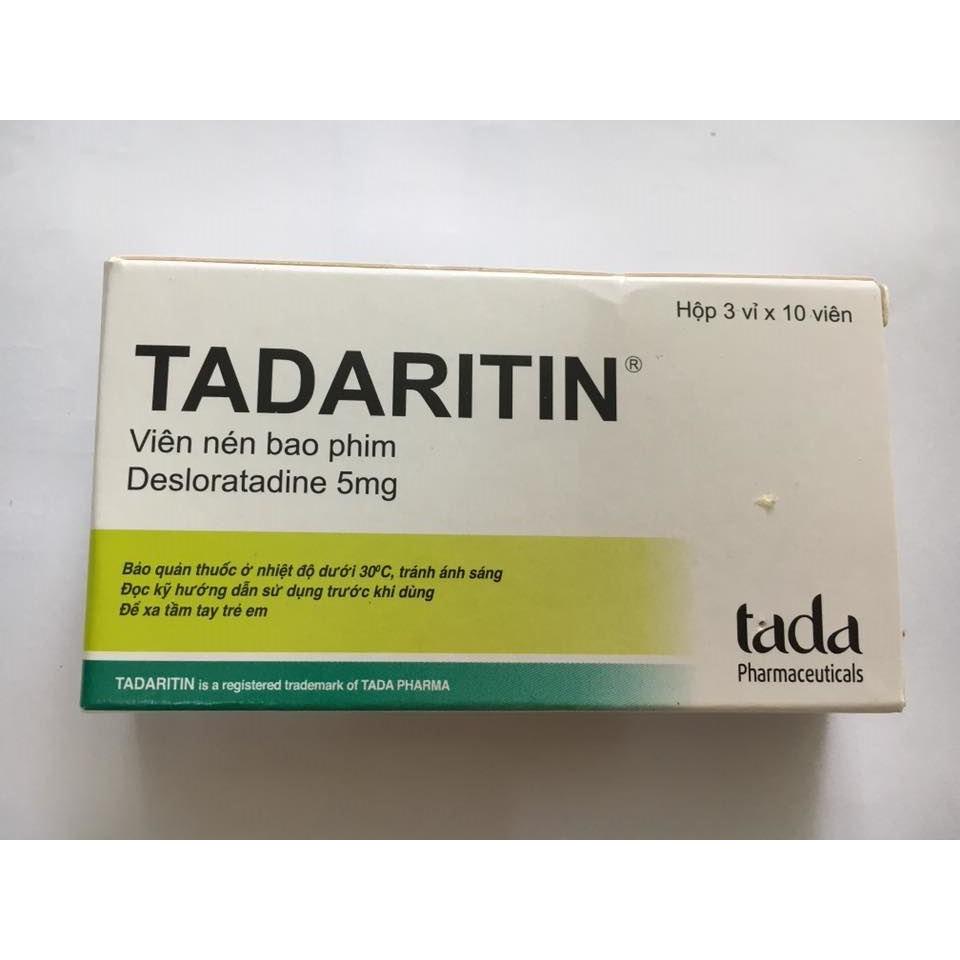 Hộp 3 vỉ x 10 viên
TADARITIN®
Viên nén bao phim
Desloratadine 5mg
Bảo quản thuốc ở nhiệt độ dưới 30⁰C, tránh ánh sáng
Đọc kỹ hướng dẫn sử dụng trước khi dùng
Để xa tầm tay trẻ em
tada
Pharmaceuticals
TADARITIN is a registered trademark of TADA PHARMA